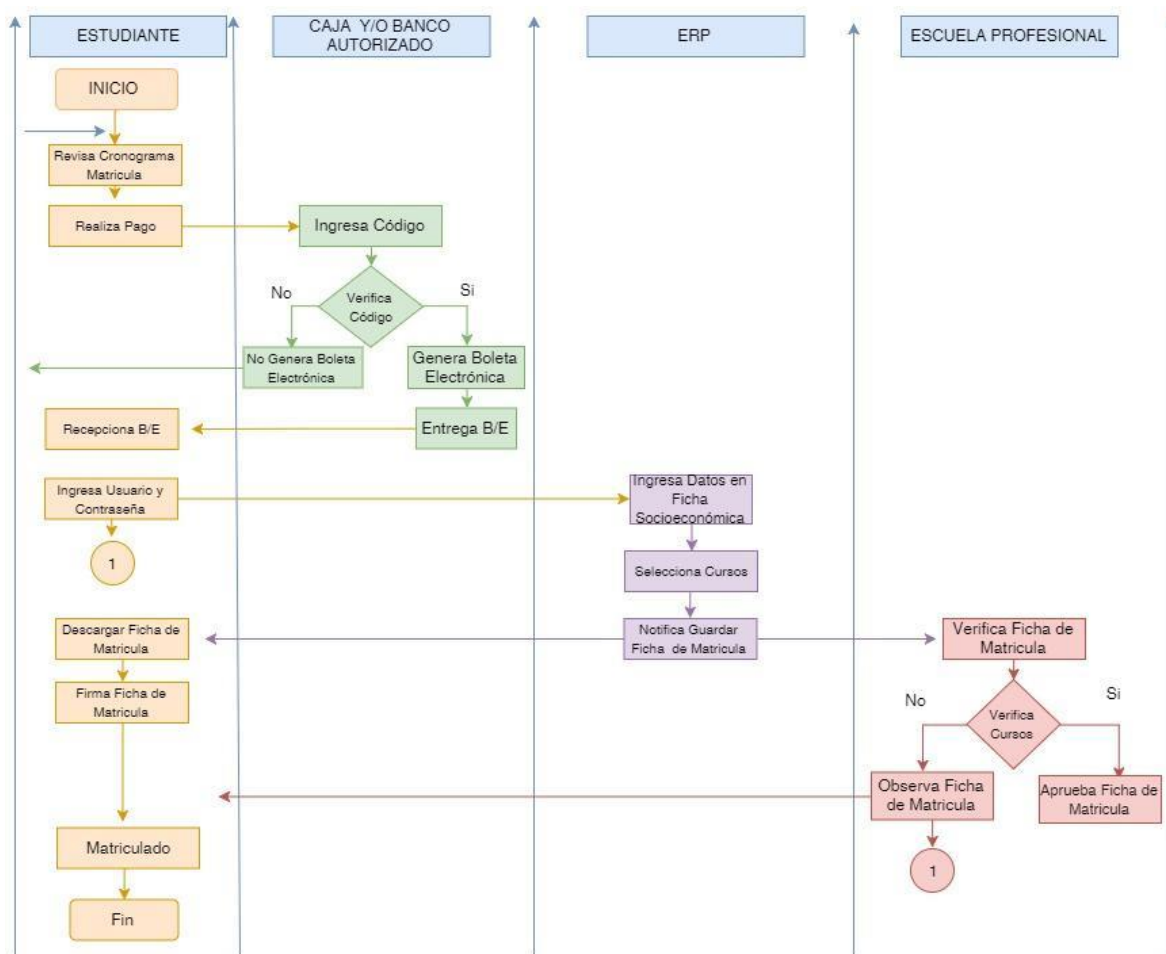 ESTUDIANTE
CAJA Y/O BANCO
AUTORIZADO
ERP
ESCUELA PROFESIONAL
INICIO
Revisa Cronograma
Matricula
Realiza Pago
Ingresa Código
No
Si
Verifica
Código
No Genera Boleta
Electrónica
Genera Boleta
Electrónica
Recepciona B/E
Entrega B/E
Ingresa Usuario y
Contraseña
Ingresa Datos en
Ficha
Socioeconómica
1
Selecciona Cursos
Descargar Ficha de
Matricula
Notifica Guardar
Ficha de Matricula
Verifica Ficha de
Matricula
Firma Ficha de
Matricula
No
Si
Verifica
Cursos
Observa Ficha
de Matricula
Aprueba Ficha de
Matricula
Matriculado
1
Fin